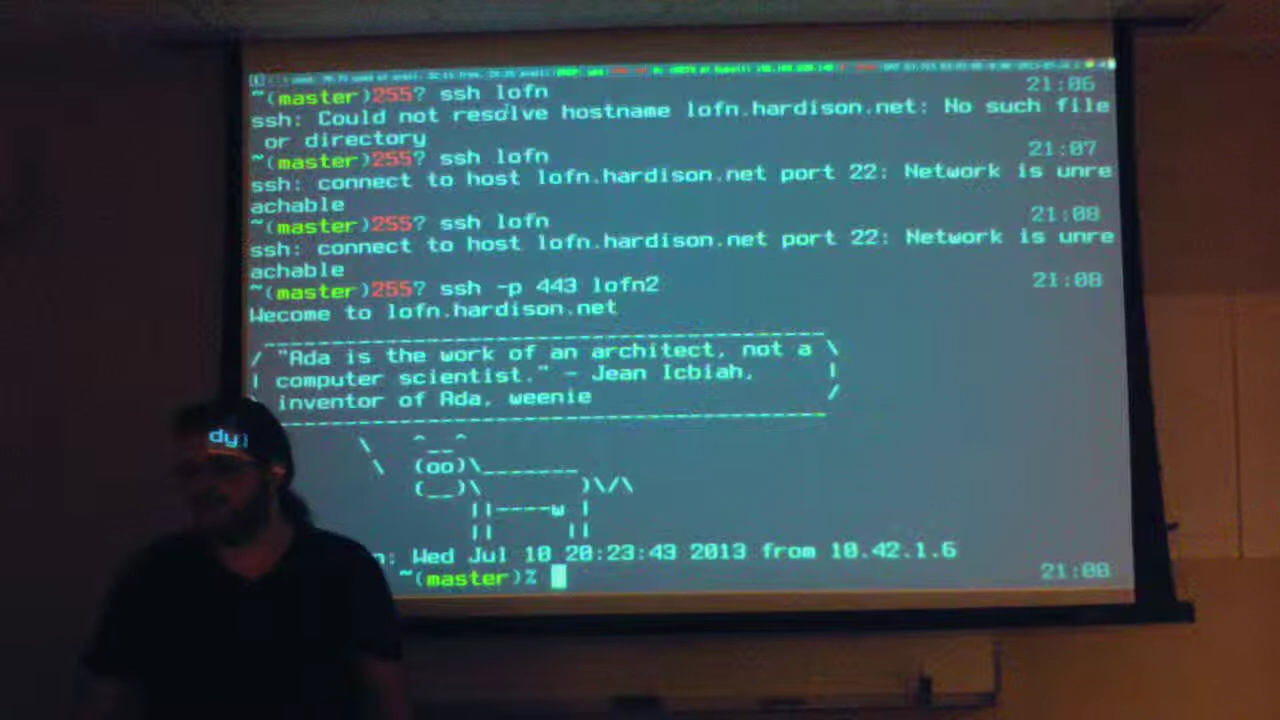 ~(master)255? ssh lofn 21:06
ssh: Could not resolve hostname lofn.hardison.net: No such file
or directory
~(master)255? ssh lofn 21:07
ssh: connect to host lofn.hardison.net port 22: Network is unre
achable
~(master)255? ssh lofn 21:08
ssh: connect to host lofn.hardison.net port 22: Network is unre
achable
~(master)255? ssh -p 443 lofn2 21:08
Wecome to lofn.hardison.net
/ "Ada is the work of an architect, not a \
| computer scientist." - Jean Icbiah, |
inventor of Ada, weenie /
\ ^__^
\ (oo)\_______
(__)\ )\/\
||----w |
|| ||
n: Wed Jul 10 20:23:43 2013 from 10.42.1.6
~(master)% 21:08
dy)